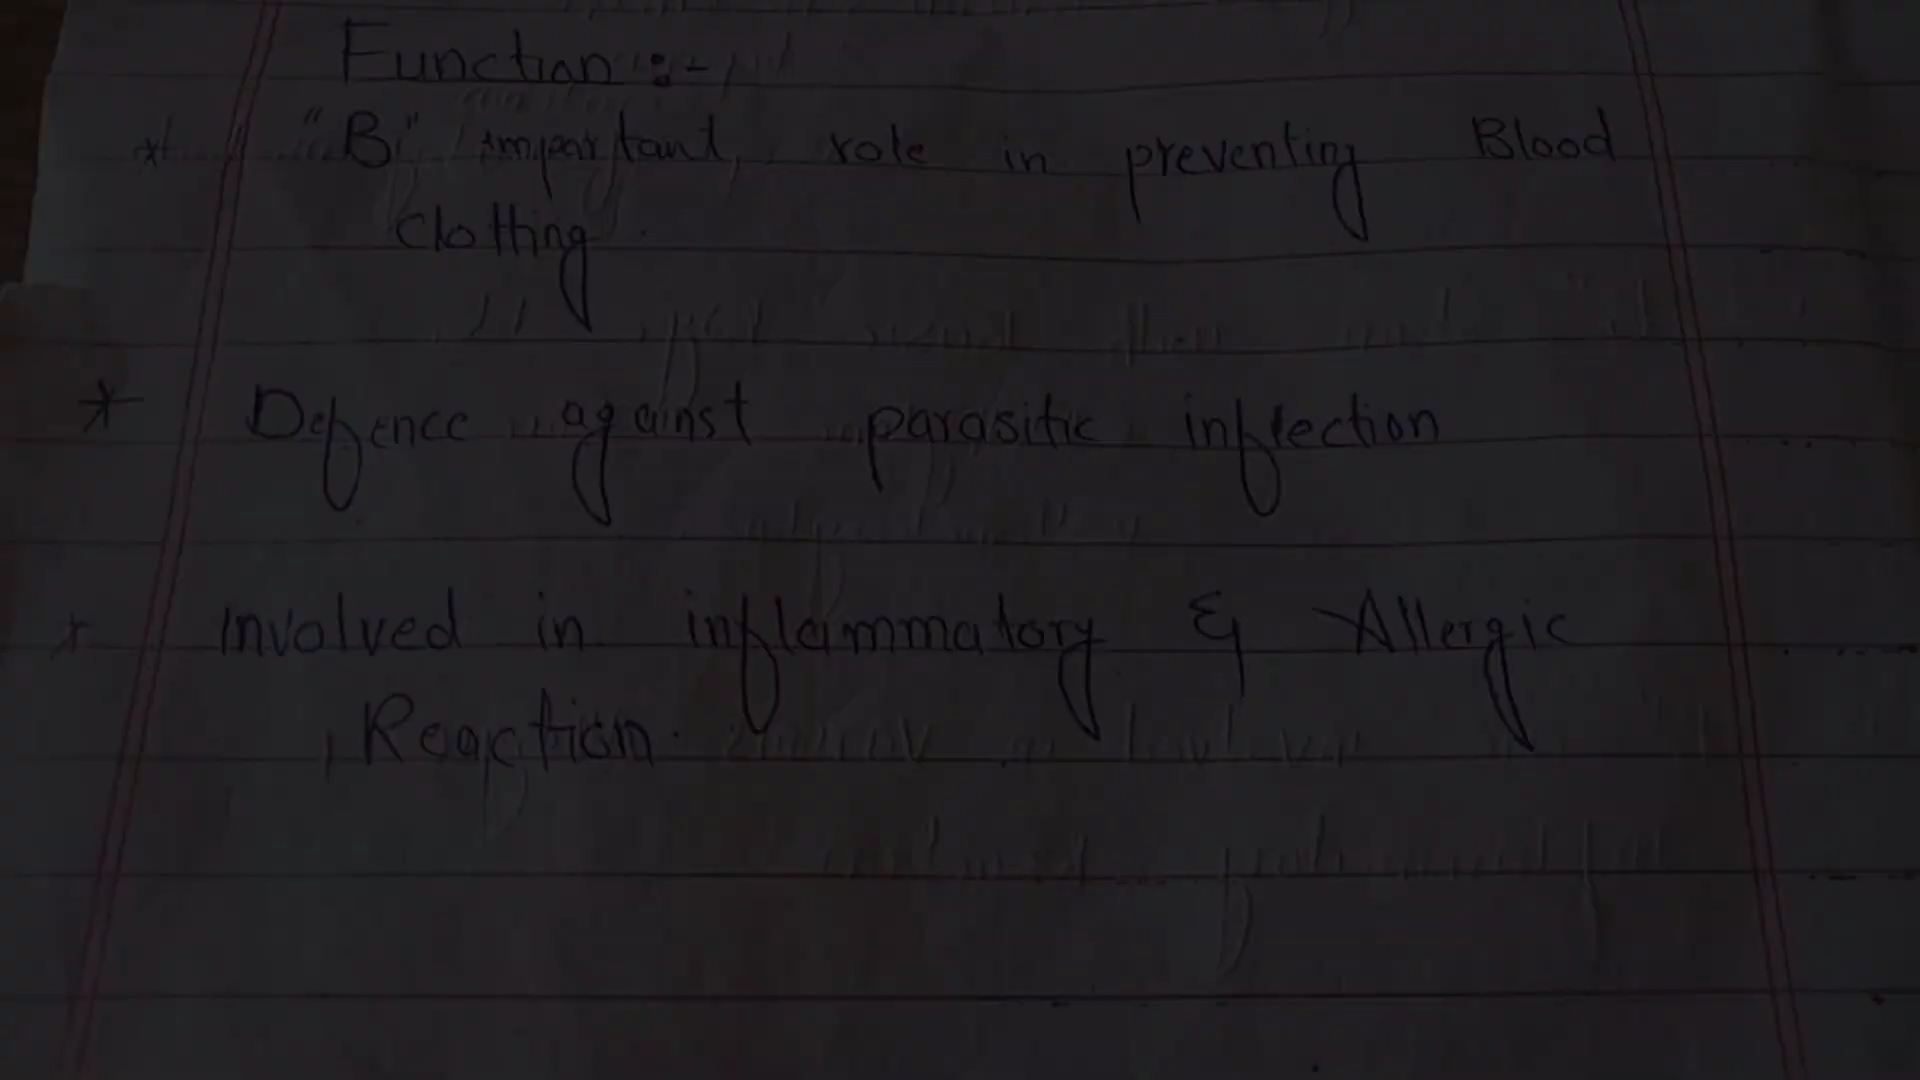 Function :-
* "B" important role in preventing Blood
Clotting.
* Defence against parasitic infection
* Involved in inflammatory & Allergic
Reaction.